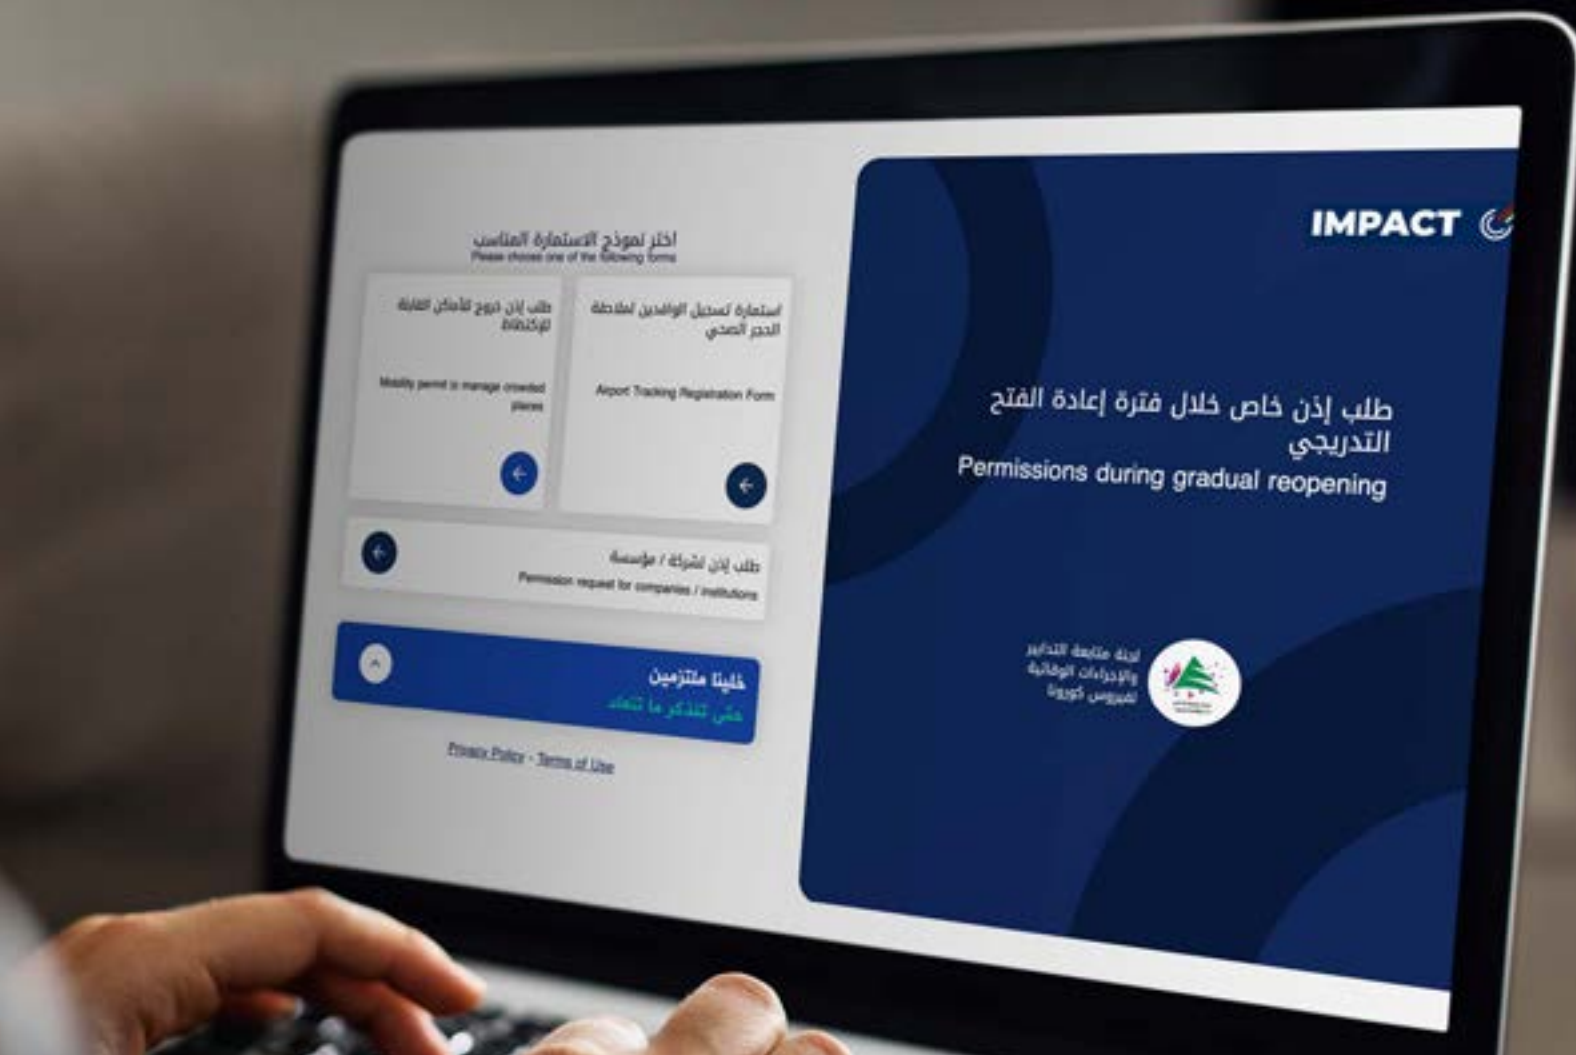 IMPACT
طلب إذن خاص خلال فترة إعادة الفتح
التدريجي
Permissions during gradual reopening
لجنة متابعة التدابير
والإجراءات الوقائية
لفيروس كورونا
اختر نموذج الاستمارة المناسب
Please choose one of the following forms
استمارة تسجيل الوافدين لملاحظة
الحجر الصحي
Airport Tracking Registration Form
طلب إذن خروج للأماكن القابلة
للإكتظاظ
Mobility permit to manage crowded
places
طلب إذن لشركة / مؤسسة
Permission request for companies / institutions
خلينا ملتزمين
حتى تنذكر ما تنعاد
Privacy Policy - Terms of Use